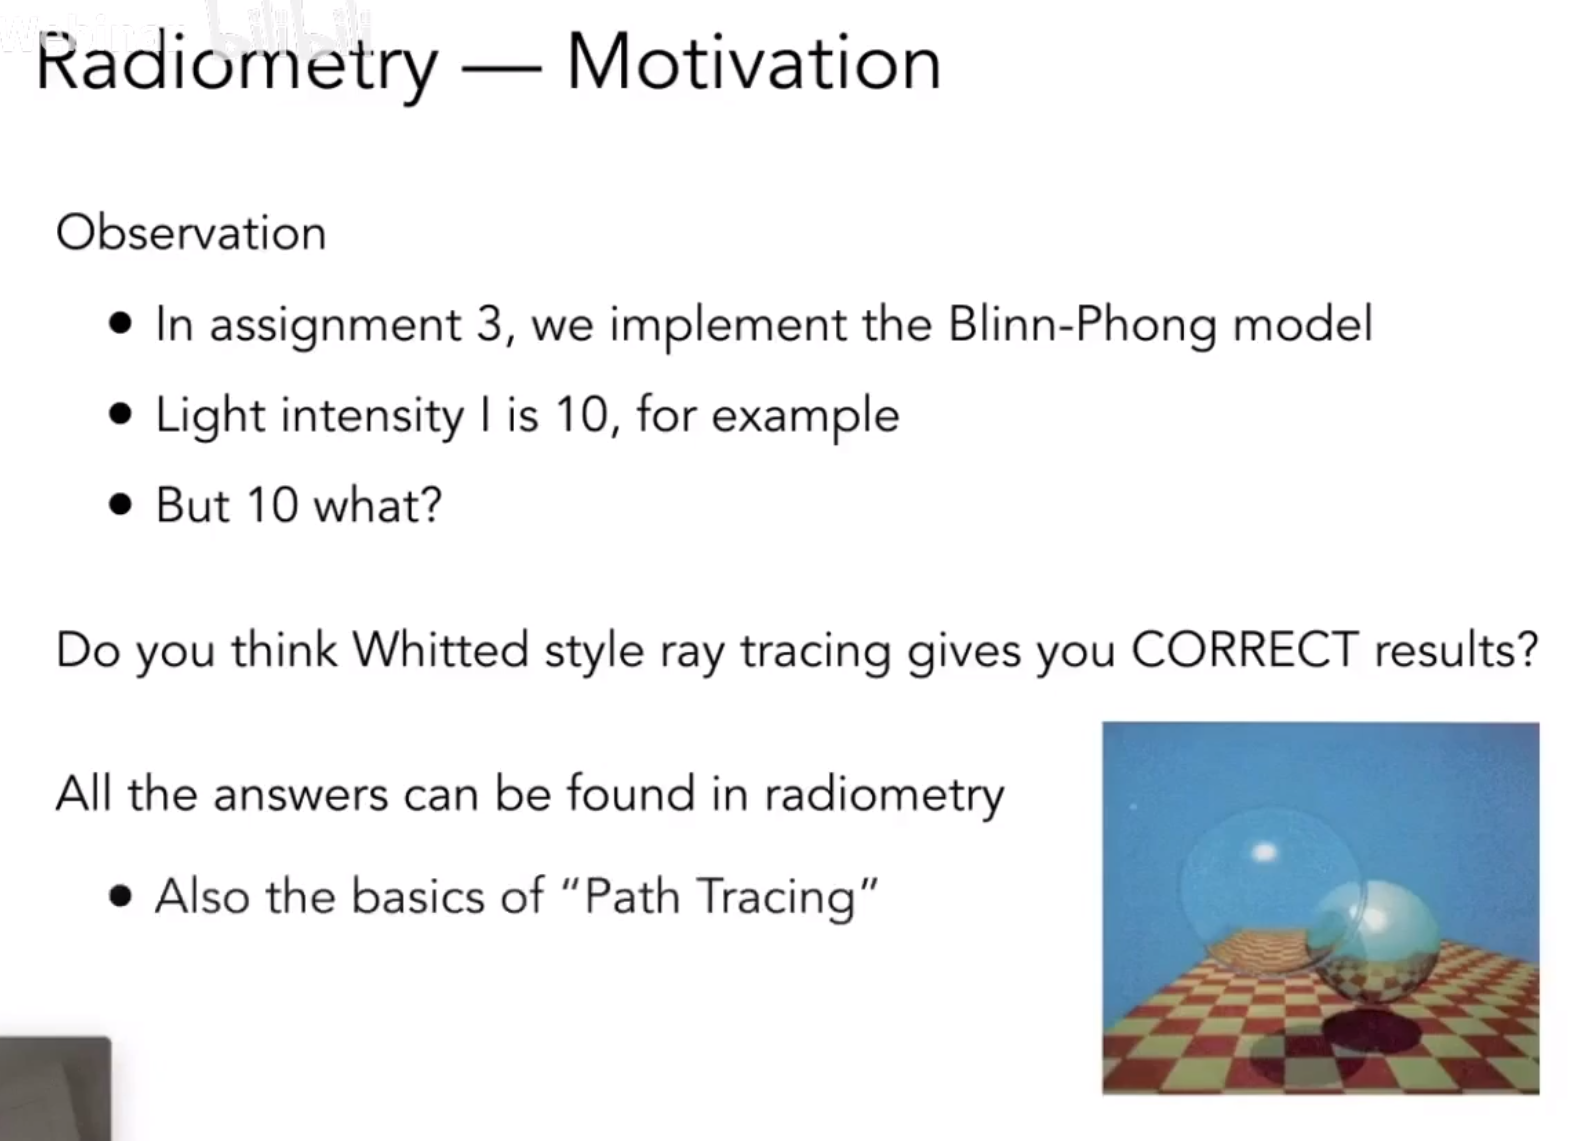 Webinar bilibili
Radiometry — Motivation
Observation
• In assignment 3, we implement the Blinn-Phong model
• Light intensity I is 10, for example
• But 10 what?
Do you think Whitted style ray tracing gives you CORRECT results?
All the answers can be found in radiometry
• Also the basics of “Path Tracing”